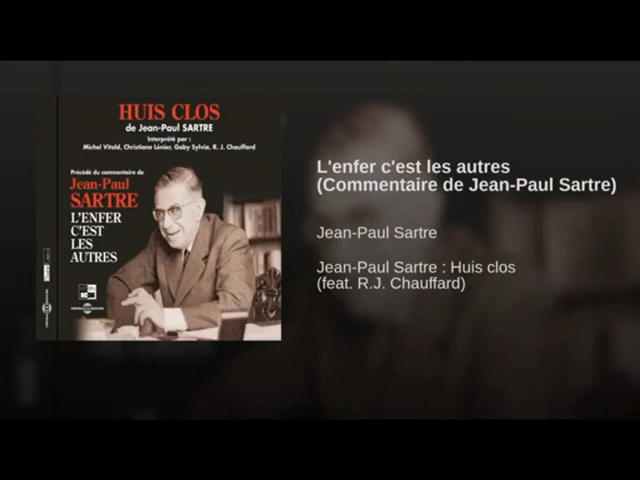 HUIS CLOS
de Jean-Paul SARTRE
Interprété par :
Michel Vitold, Christiane Lénier, Gaby Sylvia, R. J. Chauffard
Précédé du commentaire de
Jean-Paul
SARTRE
L'ENFER
C'EST
LES
AUTRES
L'enfer c'est les autres
(Commentaire de Jean-Paul Sartre)
Jean-Paul Sartre
Jean-Paul Sartre : Huis clos
(feat. R.J. Chauffard)